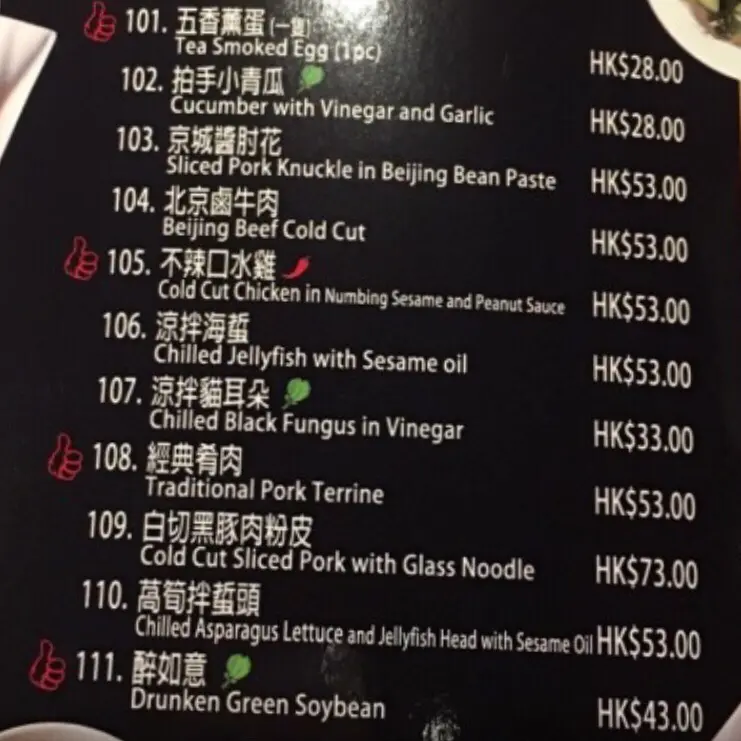 101. 五香薰蛋(一隻)
Tea Smoked Egg (1pc) HK$28.00
102. 拍手小青瓜
Cucumber with Vinegar and Garlic HK$28.00
103. 京城醬肘花
Sliced Pork Knuckle in Beijing Bean Paste HK$53.00
104. 北京鹵牛肉
Beijing Beef Cold Cut HK$53.00
105. 不辣口水雞
Cold Cut Chicken in Numbing Sesame and Peanut Sauce HK$53.00
106. 涼拌海蜇
Chilled Jellyfish with Sesame oil HK$53.00
107. 涼拌貓耳朵
Chilled Black Fungus in Vinegar HK$33.00
108. 經典肴肉
Traditional Pork Terrine HK$53.00
109. 白切黑豚肉粉皮
Cold Cut Sliced Pork with Glass Noodle HK$73.00
110. 萵筍拌蜇頭
Chilled Asparagus Lettuce and Jellyfish Head with Sesame Oil HK$53.00
111. 醉如意
Drunken Green Soybean HK$43.00